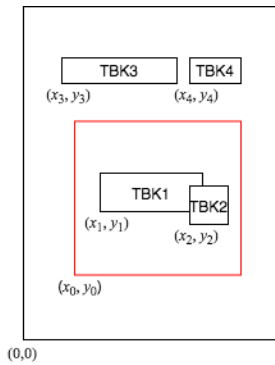 TBK3 TBK4
(x₃, y₃) (x₄, y₄)
TBK1
TBK2
(x₁, y₁)
(x₂, y₂)
(x₀, y₀)
(0,0)